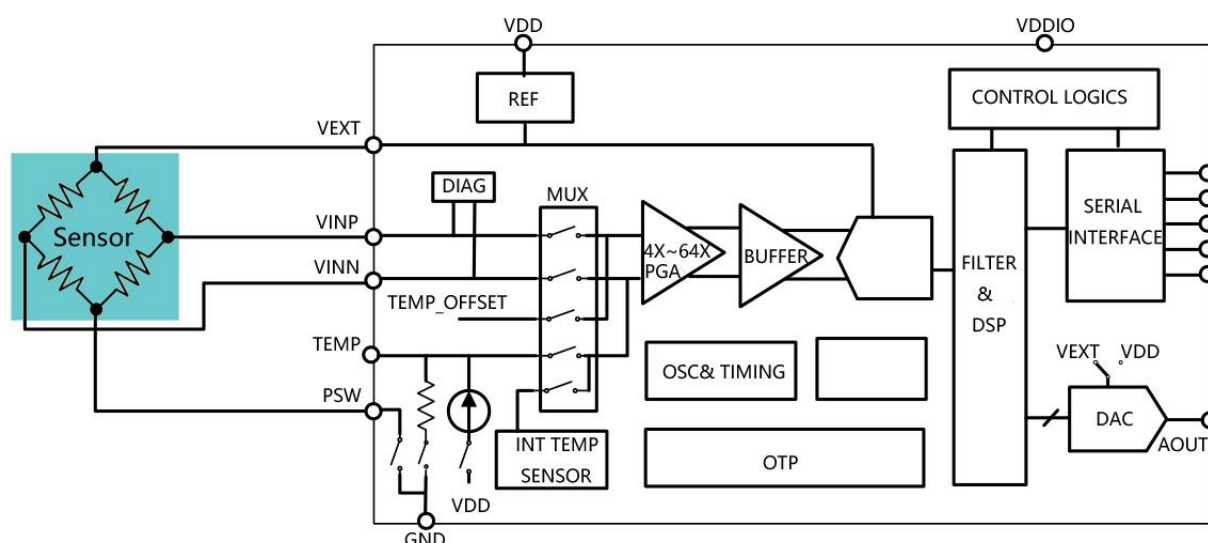 VDD
VDDIO
REF
CONTROL LOGICS
VEXT
DIAG
MUX
VINP
Sensor
SERIAL
INTERFACE
4X~64X
PGA
BUFFER
VINN
FILTER
&
DSP
TEMP_OFFSET
TEMP
OSC& TIMING
VEXT
VDD
PSW
DAC
INT TEMP
SENSOR
OTP
AOUT
VDD
GND